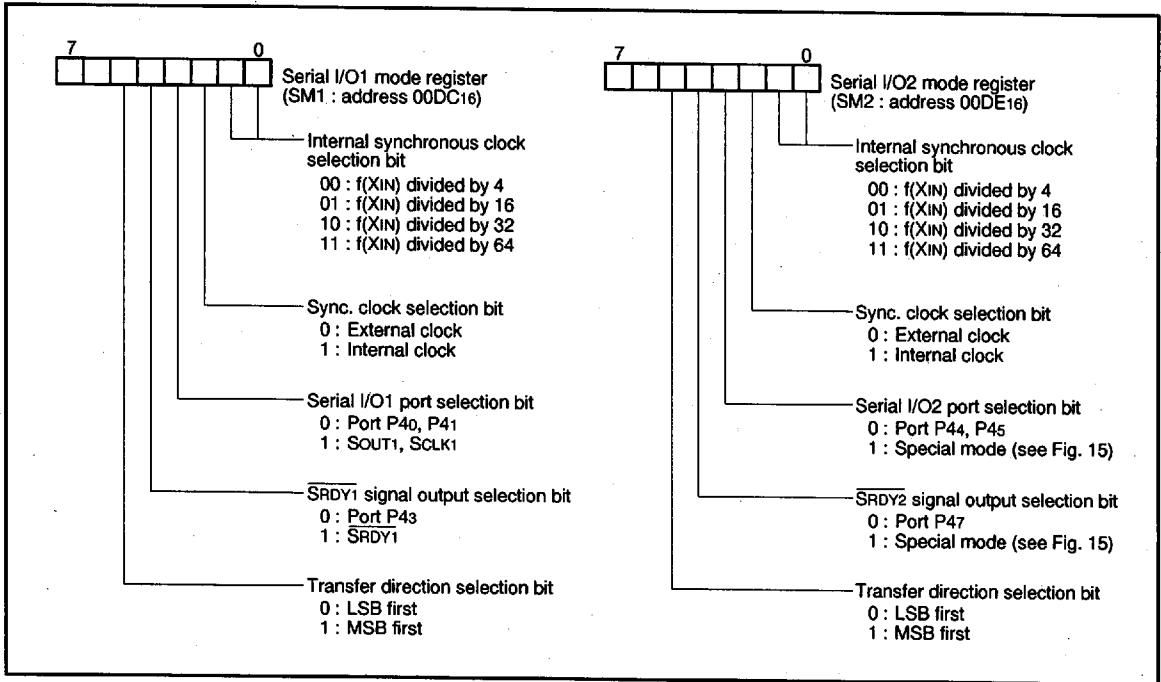 7 0
Serial I/O1 mode register
(SM1 : address 00DC16)
Internal synchronous clock
selection bit
00 : f(XIN) divided by 4
01 : f(XIN) divided by 16
10 : f(XIN) divided by 32
11 : f(XIN) divided by 64
Sync. clock selection bit
0 : External clock
1 : Internal clock
Serial I/O1 port selection bit
0 : Port P40, P41
1 : SOUT1, SCLK1
SRDY1 signal output selection bit
0 : Port P43
1 : SRDY1
Transfer direction selection bit
0 : LSB first
1 : MSB first
7 0
Serial I/O2 mode register
(SM2 : address 00DE16)
Internal synchronous clock
selection bit
00 : f(XIN) divided by 4
01 : f(XIN) divided by 16
10 : f(XIN) divided by 32
11 : f(XIN) divided by 64
Sync. clock selection bit
0 : External clock
1 : Internal clock
Serial I/O2 port selection bit
0 : Port P44, P45
1 : Special mode (see Fig. 15)
SRDY2 signal output selection bit
0 : Port P47
1 : Special mode (see Fig. 15)
Transfer direction selection bit
0 : LSB first
1 : MSB first